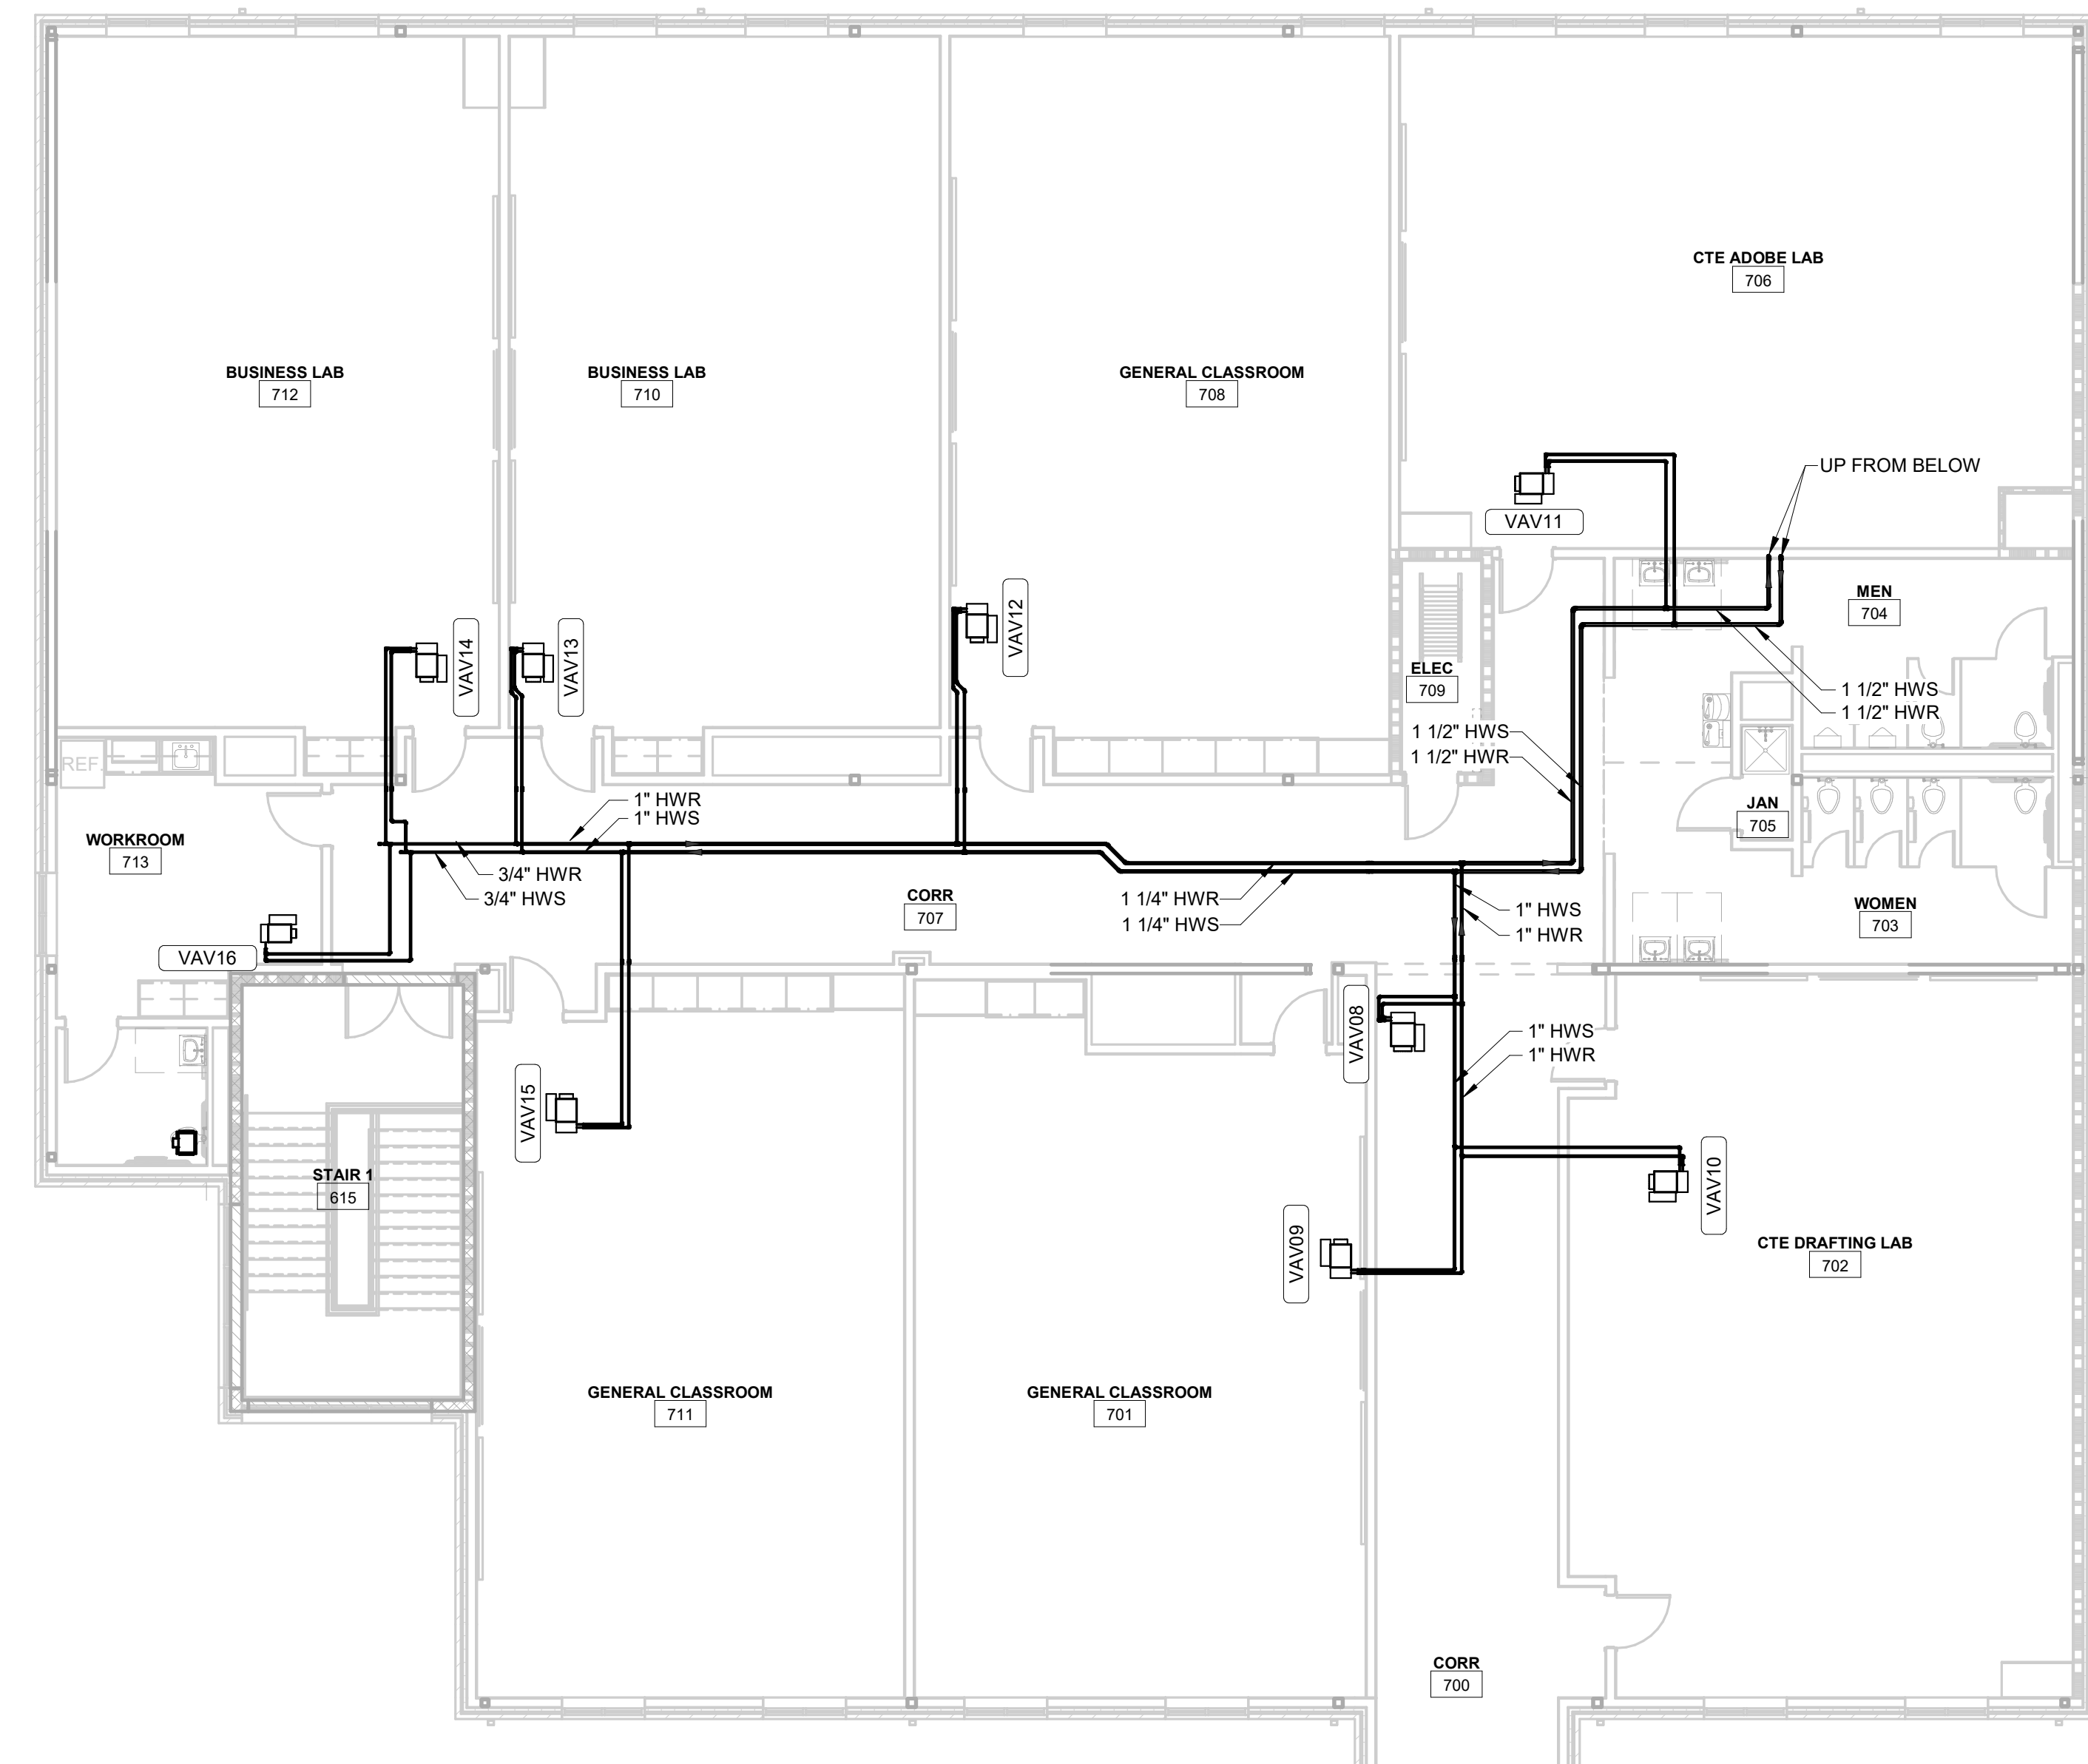 CTE ADOBE LAB
706
BUSINESS LAB
712
BUSINESS LAB
710
GENERAL CLASSROOM
708
UP FROM BELOW
VAV11
MEN
704
VAV14
VAV13
VAV12
ELEC
709
1 1/2" HWS
1 1/2" HWR
1 1/2" HWS
1 1/2" HWR
REF.
1" HWR
1" HWS
JAN
705
WORKROOM
713
3/4" HWR
3/4" HWS
CORR
707
1 1/4" HWR
1 1/4" HWS
1" HWS
1" HWR
WOMEN
703
VAV16
VAV08
1" HWS
1" HWR
VAV15
VAV10
STAIR 1
615
VAV09
CTE DRAFTING LAB
702
GENERAL CLASSROOM
711
GENERAL CLASSROOM
701
CORR
700